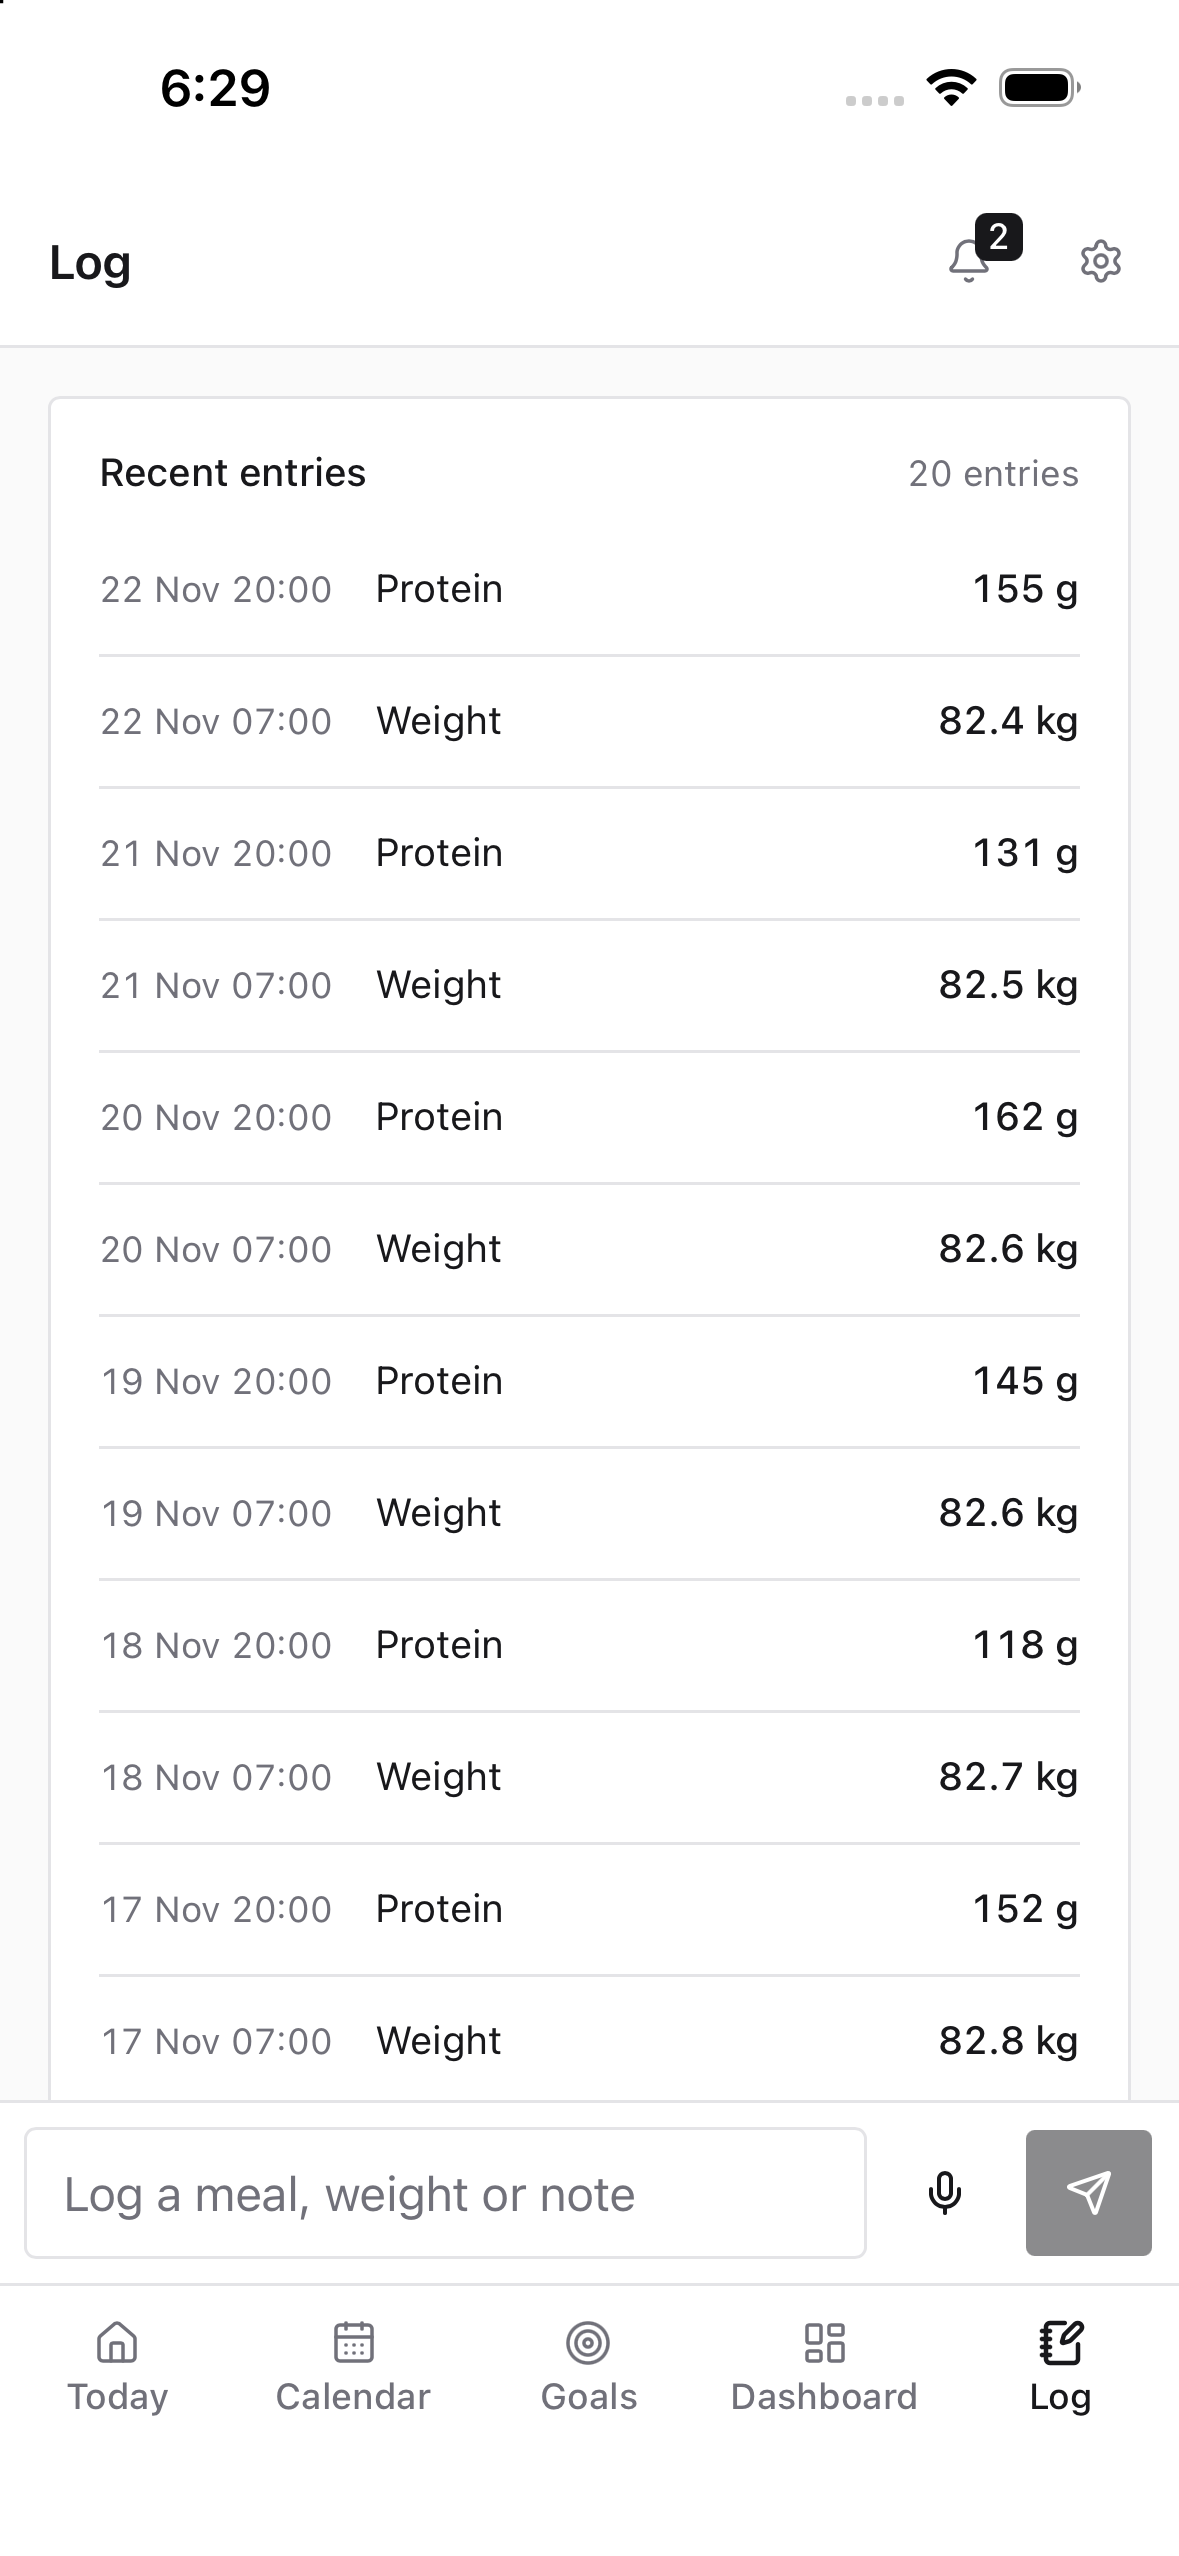 6:29
Log
2
Recent entries 20 entries
22 Nov 20:00 Protein 155 g
22 Nov 07:00 Weight 82.4 kg
21 Nov 20:00 Protein 131 g
21 Nov 07:00 Weight 82.5 kg
20 Nov 20:00 Protein 162 g
20 Nov 07:00 Weight 82.6 kg
19 Nov 20:00 Protein 145 g
19 Nov 07:00 Weight 82.6 kg
18 Nov 20:00 Protein 118 g
18 Nov 07:00 Weight 82.7 kg
17 Nov 20:00 Protein 152 g
17 Nov 07:00 Weight 82.8 kg
Log a meal, weight or note
Today Calendar Goals Dashboard Log